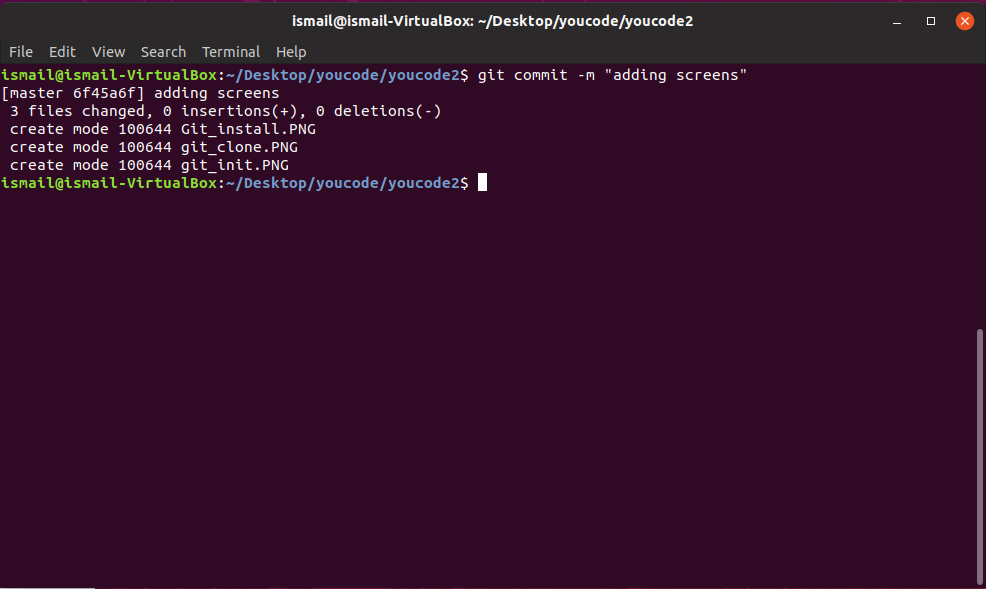 ismail@ismail-VirtualBox: ~/Desktop/youcode/youcode2
File Edit View Search Terminal Help
ismail@ismail-VirtualBox:~/Desktop/youcode/youcode2$ git commit -m "adding screens"
[master 6f45a6f] adding screens
 3 files changed, 0 insertions(+), 0 deletions(-)
 create mode 100644 Git_install.PNG
 create mode 100644 git_clone.PNG
 create mode 100644 git_init.PNG
ismail@ismail-VirtualBox:~/Desktop/youcode/youcode2$